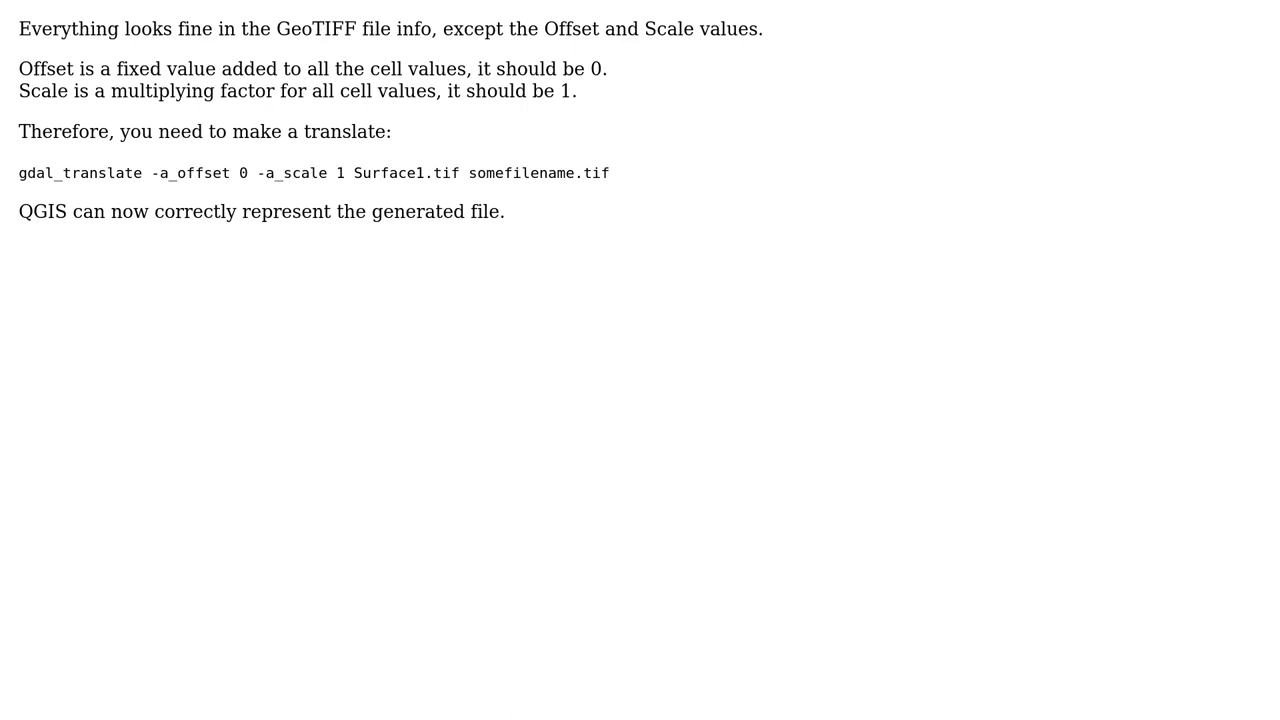 Everything looks fine in the GeoTIFF file info, except the Offset and Scale values.
Offset is a fixed value added to all the cell values, it should be 0.
Scale is a multiplying factor for all cell values, it should be 1.
Therefore, you need to make a translate:
gdal_translate -a_offset 0 -a_scale 1 Surface1.tif somefilename.tif
QGIS can now correctly represent the generated file.